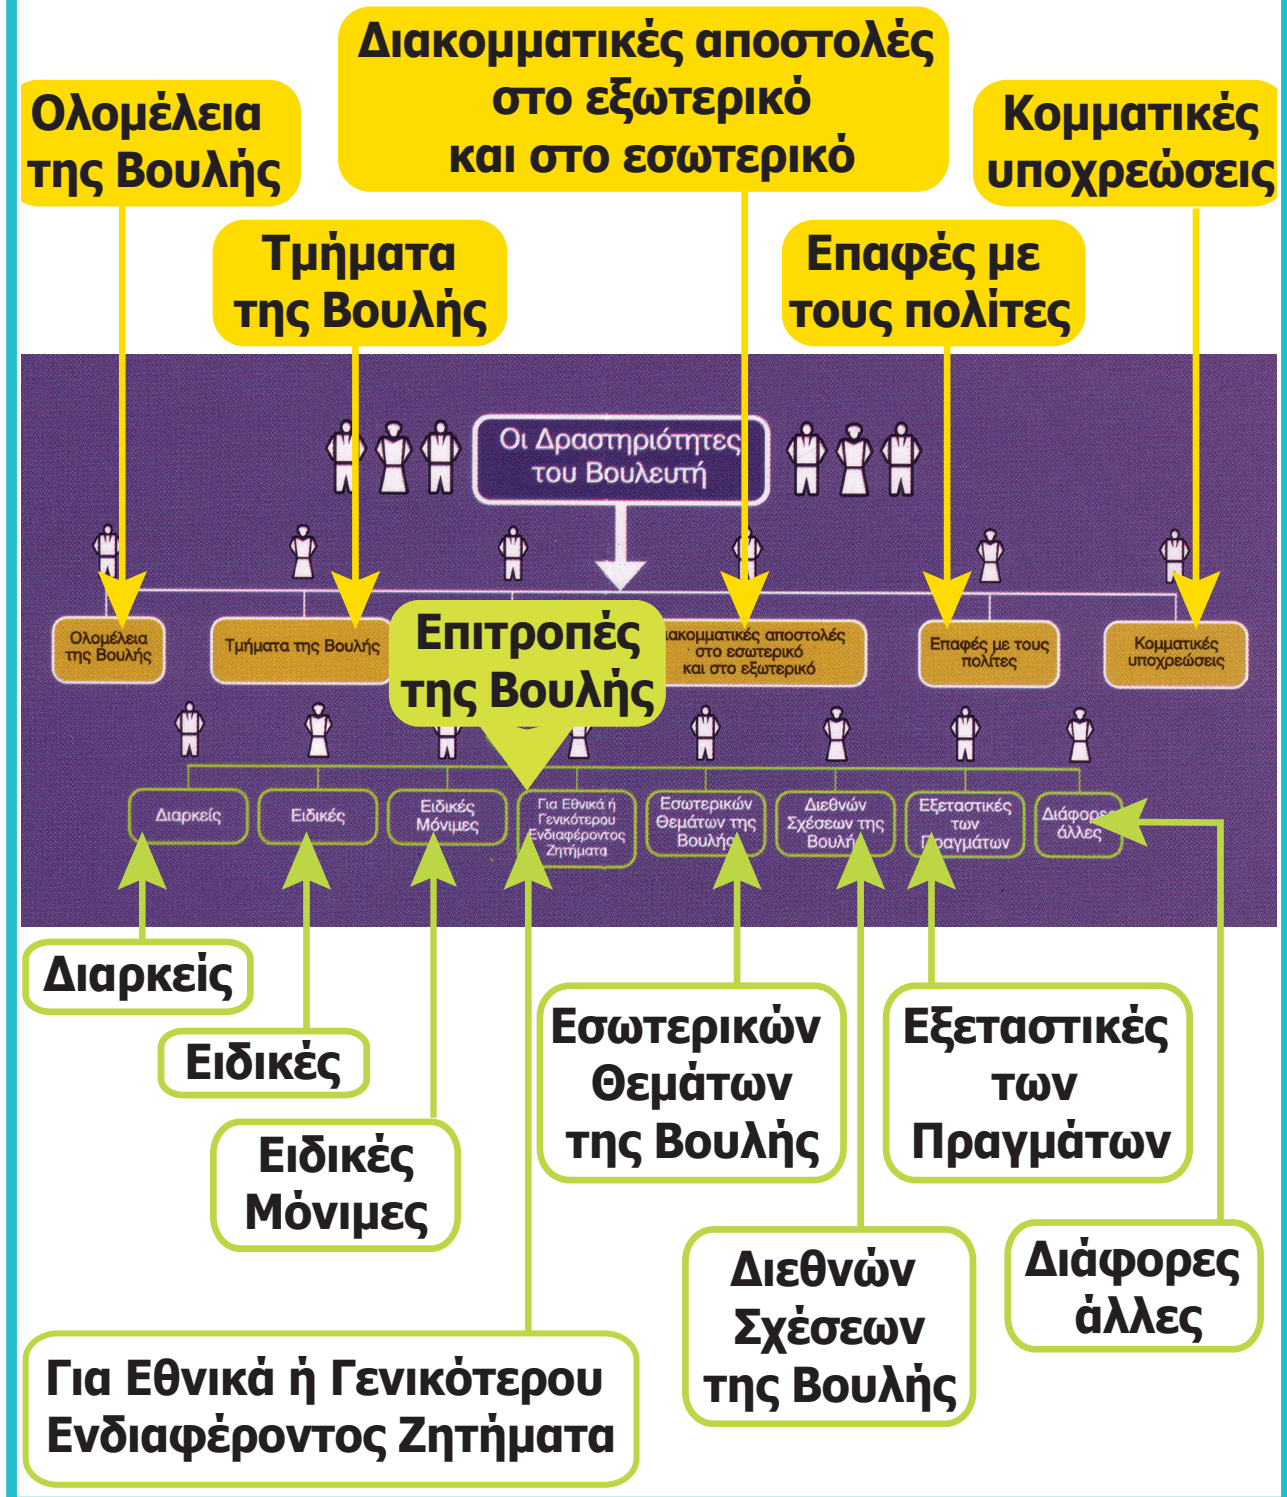 Διακομματικές αποστολές
στο εξωτερικό
και στο εσωτερικό
Ολομέλεια
της Βουλής
Κομματικές
υποχρεώσεις
Τμήματα
της Βουλής
Επαφές με
τους πολίτες
Οι Δραστηριότητες
του Βουλευτή
Ολομέλεια
της Βουλής
Τμήματα της Βουλής
Επιτροπές
της Βουλής
ιακομματικές αποστολές
στο εσωτερικό
και στο εξωτερικό
Επαφές με τους
πολίτες
Κομματικές
υποχρεώσεις
Διαρκείς
Ειδικές
Ειδικές
Μόνιμες
Για Εθνικά ή
Γενικότερου
Ενδιαφέροντος
Ζητήματα
Εσωτερικών
Θεμάτων της
Βουλής
Διεθνών
Σχέσεων της
Βουλής
Εξεταστικές
των
Πραγμάτων
Διάφορες
άλλες
Διαρκείς
Ειδικές
Ειδικές
Μόνιμες
Για Εθνικά ή Γενικότερου
Ενδιαφέροντος Ζητήματα
Εσωτερικών
Θεμάτων
της Βουλής
Διεθνών
Σχέσεων
της Βουλής
Εξεταστικές
των
Πραγμάτων
Διάφορες
άλλες